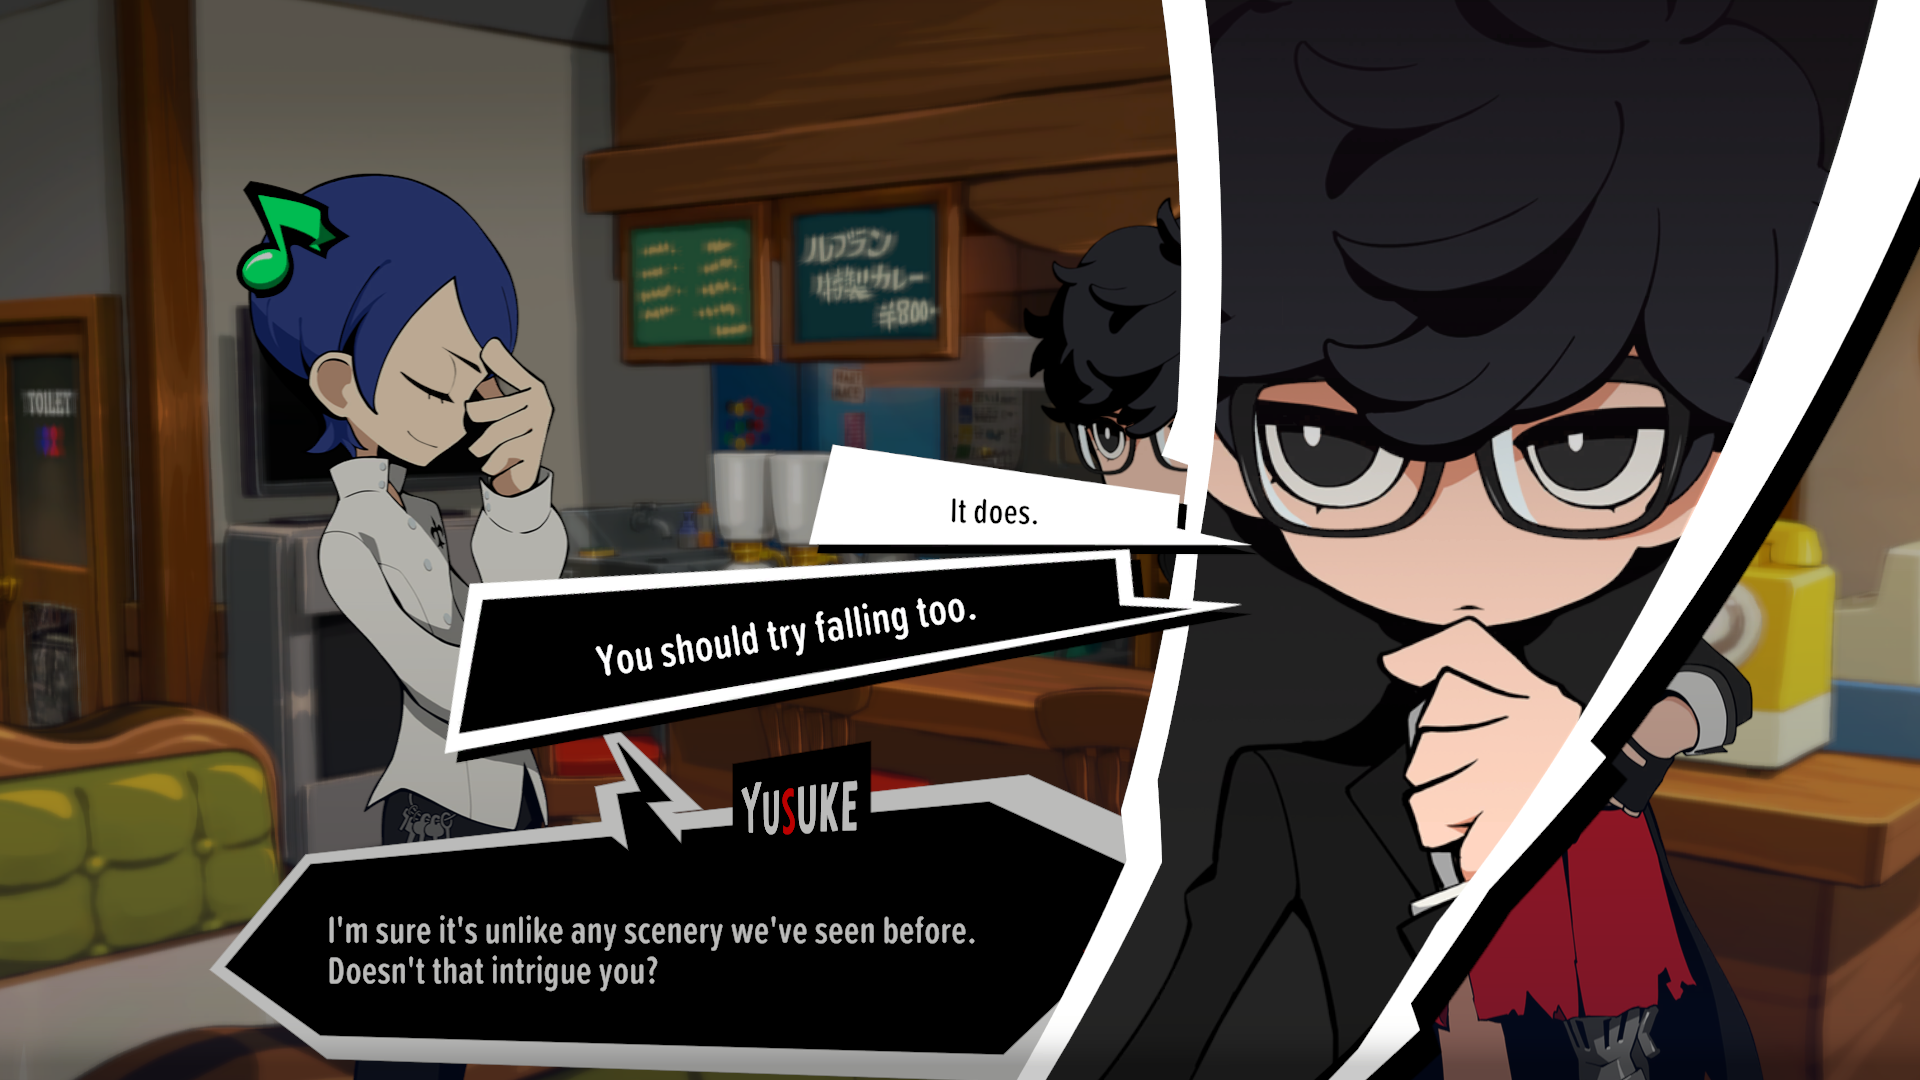 TOILET
ルブラン
特製カレー
¥800-
It does.
You should try falling too.
YUSUKE
I'm sure it's unlike any scenery we've seen before.
Doesn't that intrigue you?